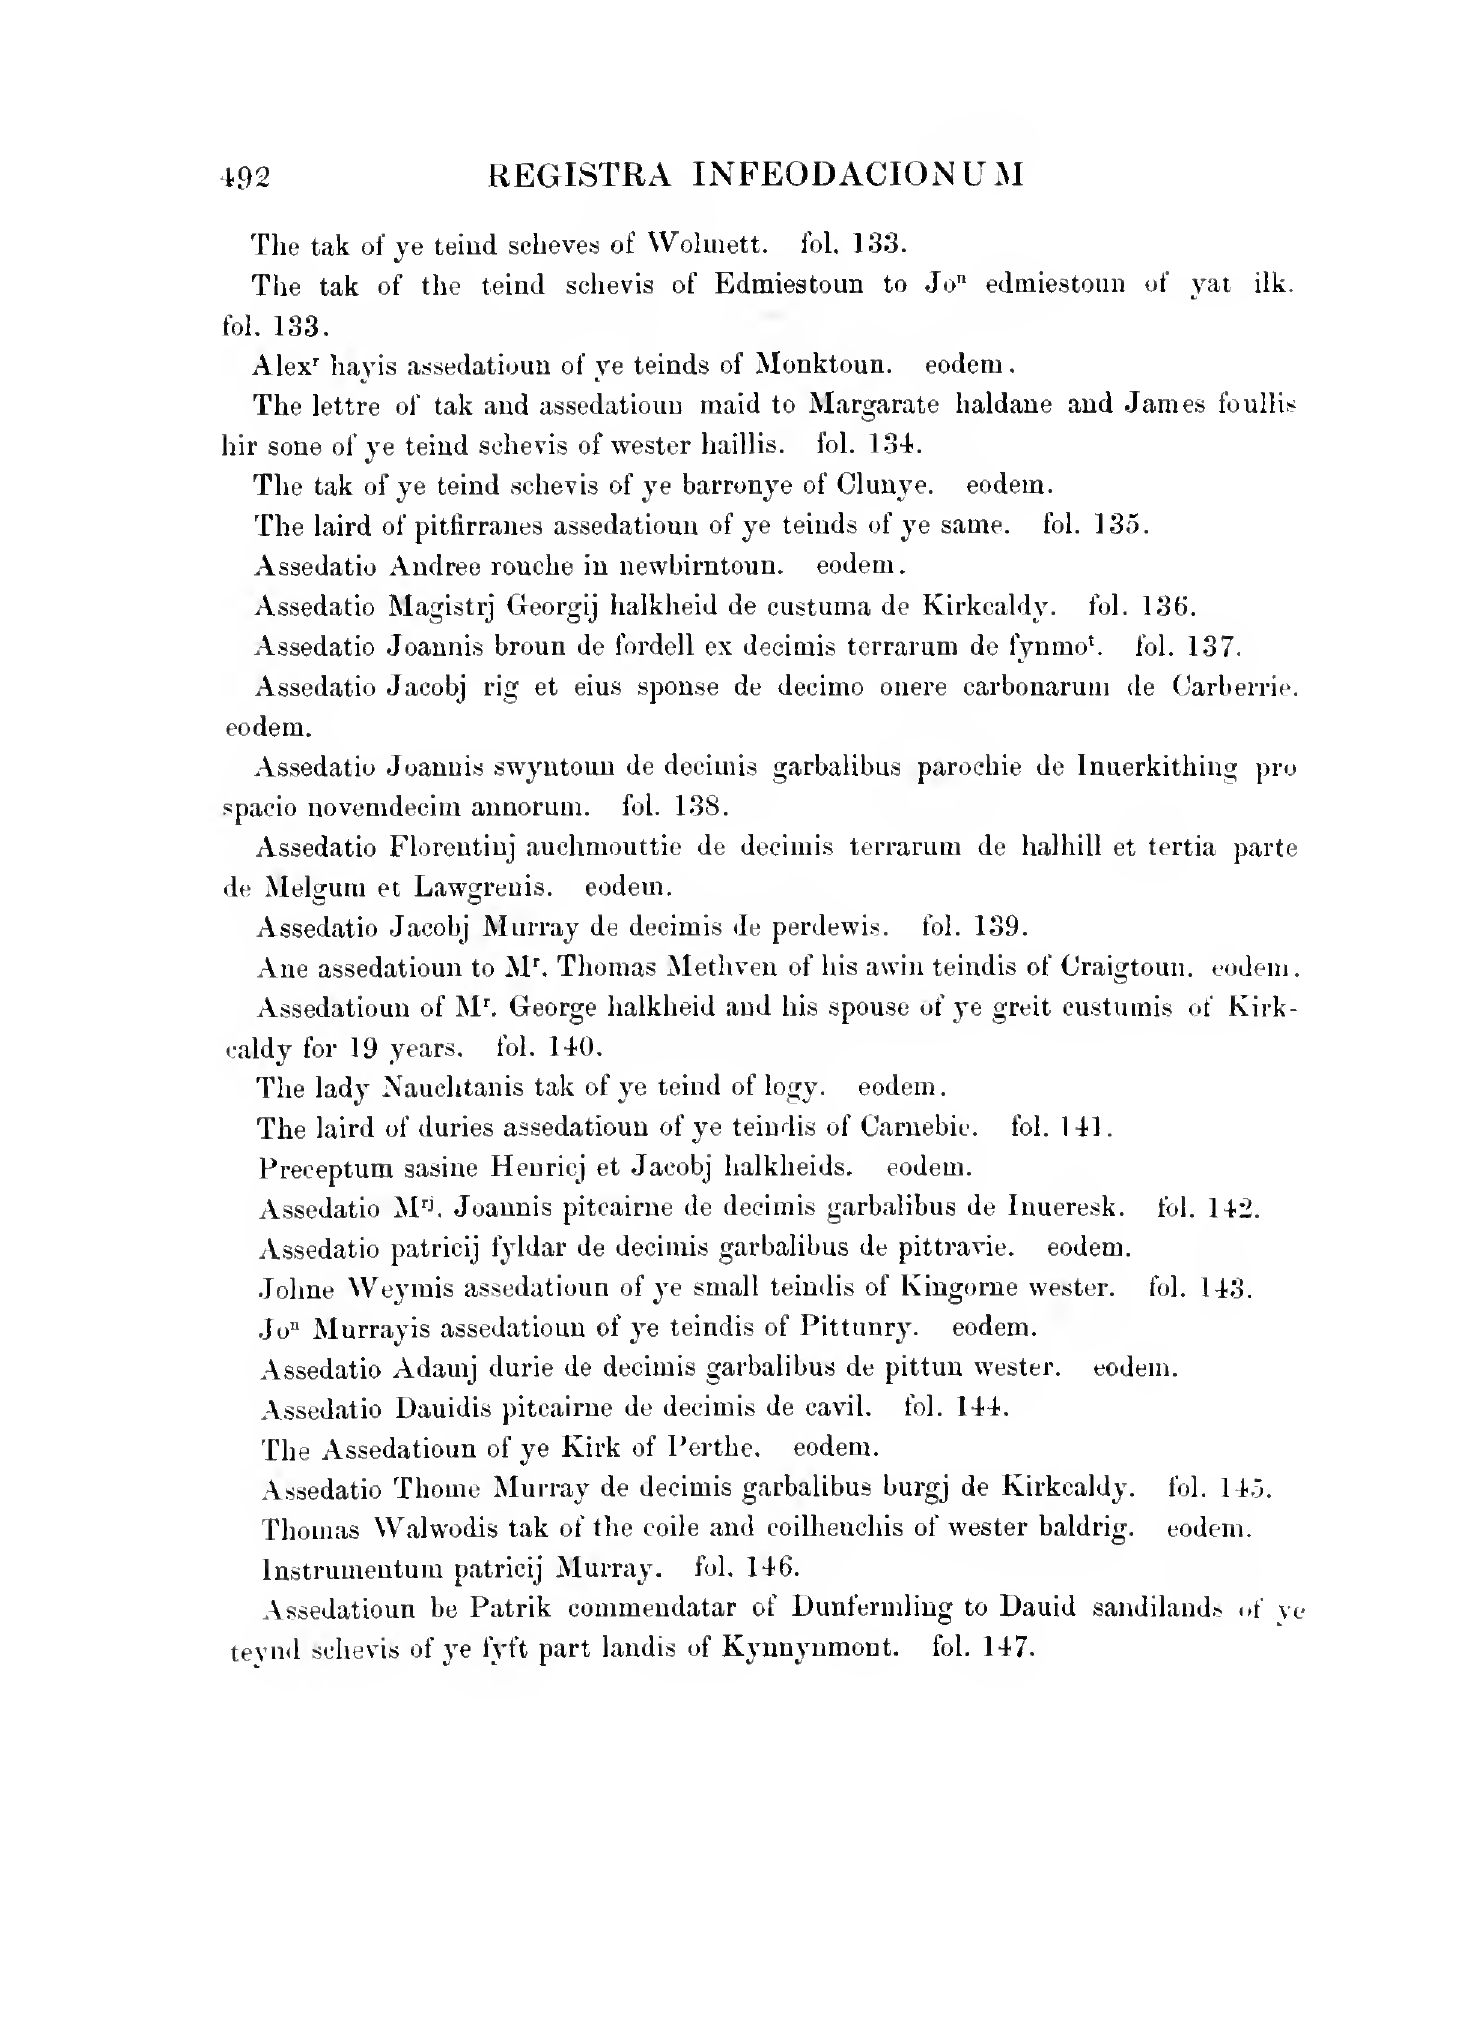 492 REGISTRA INFEODACIONUM
The tak of ye teind scheves of Wolmett. fol. 133.
The tak of the teind schevis of Edmiestoun to Joⁿ edmiestoun of yat ilk.
fol. 133.
Alexʳ hayis assedatioun of ye teinds of Monktoun. eodem.
The lettre of tak and assedatioun maid to Margarate haldane and James foullis
hir sone of ye teind schevis of wester haillis. fol. 134.
The tak of ye teind schevis of ye barronye of Clunye. eodem.
The laird of pitfirranes assedatioun of ye teinds of ye same. fol. 135.
Assedatio Andree rouche in newbirntoun. eodem.
Assedatio Magistrj Georgij halkheid de custuma de Kirkcaldy. fol. 136.
Assedatio Joannis broun de fordell ex decimis terrarum de fynmoᵗ. fol. 137.
Assedatio Jacobj rig et eius sponse de decimo onere carbonarum de Carberrie.
eodem.
Assedatio Joannis swyntoun de decimis garbalibus parochie de Inuerkithing pro
spacio novemdecim annorum. fol. 138.
Assedatio Florentinj auchmouttie de decimis terrarum de halhill et tertia parte
de Melgum et Lawgrenis. eodem.
Assedatio Jacobj Murray de decimis de perdewis. fol. 139.
Ane assedatioun to Mʳ. Thomas Methven of his awin teindis of Craigtoun. eodem.
Assedatioun of Mʳ. George halkheid and his spouse of ye greit custumis of Kirk-
caldy for 19 years. fol. 140.
The lady Nauchtanis tak of ye teind of logy. eodem.
The laird of duries assedatioun of ye teindis of Carnebie. fol. 141.
Preceptum sasine Henricj et Jacobj halkheids. eodem.
Assedatio Mʳʲ. Joannis pitcairne de decimis garbalibus de Inueresk. fol. 142.
Assedatio patricij fyldar de decimis garbalibus de pittravie. eodem.
Johne Weymis assedatioun of ye small teindis of Kingorne wester. fol. 143.
Joⁿ Murrayis assedatioun of ye teindis of Pittunry. eodem.
Assedatio Adamj durie de decimis garbalibus de pittun wester. eodem.
Assedatio Dauidis pitcairne de decimis de cavil. fol. 144.
The Assedatioun of ye Kirk of Perthe. eodem.
Assedatio Thome Murray de decimis garbalibus burgj de Kirkcaldy. fol. 145.
Thomas Walwodis tak of the coile and coilheuchis of wester baldrig. eodem.
Instrumentum patricij Murray. fol. 146.
Assedatioun be Patrik commendatar of Dunfermling to Dauid sandilands of ye
teynd schevis of ye fyft part landis of Kynnynmont. fol. 147.